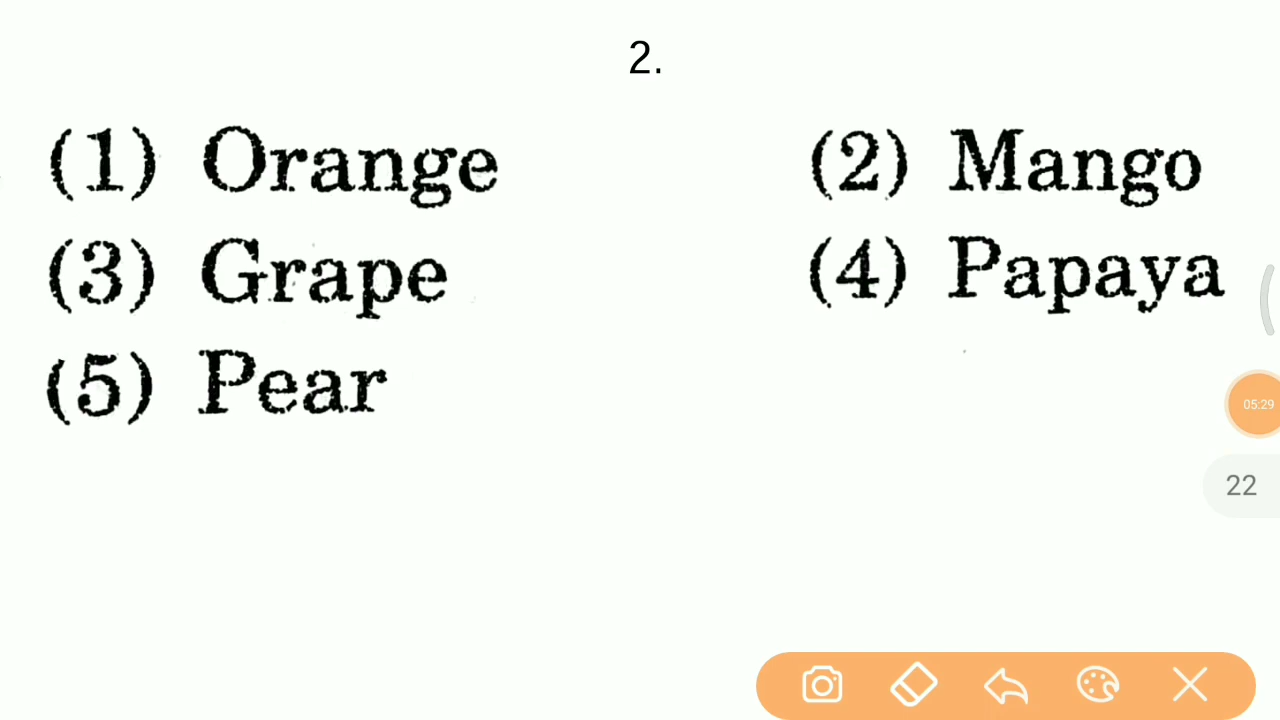 2.
(1) Orange (2) Mango
(3) Grape (4) Papaya
(5) Pear
05:29
22